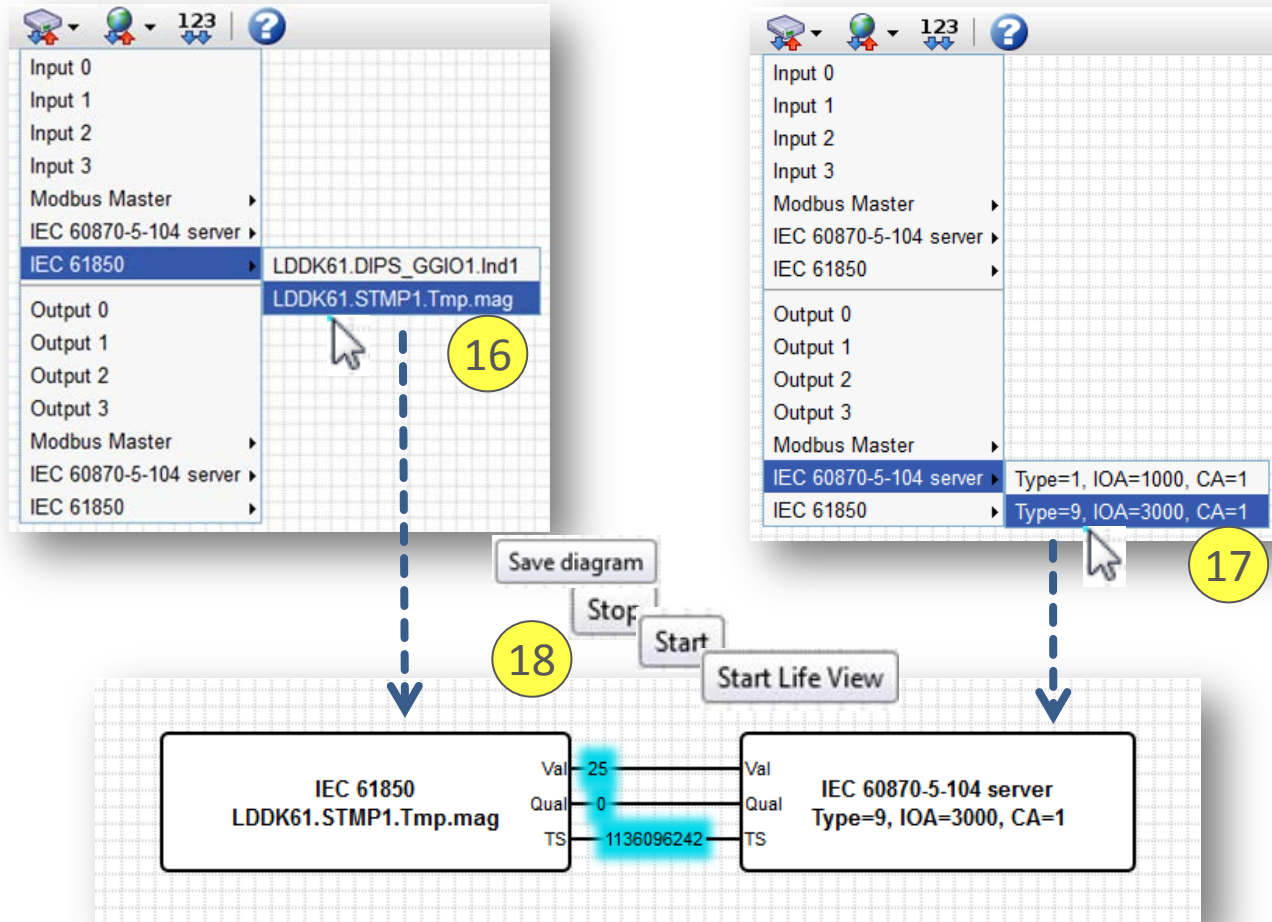 123
Input 0
Input 1
Input 2
Input 3
Modbus Master
IEC 60870-5-104 server
IEC 61850
LDDK61.DIPS_GGIO1.Ind1
LDDK61.STMP1.Tmp.mag
Output 0
Output 1
Output 2
Output 3
Modbus Master
IEC 60870-5-104 server
IEC 61850
16
123
Input 0
Input 1
Input 2
Input 3
Modbus Master
IEC 60870-5-104 server
IEC 61850
Output 0
Output 1
Output 2
Output 3
Modbus Master
IEC 60870-5-104 server
Type=1, IOA=1000, CA=1
IEC 61850
Type=9, IOA=3000, CA=1
17
Save diagram
Stop
Start
Start Life View
18
IEC 61850
LDDK61.STMP1.Tmp.mag
Val 25 Val
Qual 0 Qual
TS 1136096242 TS
IEC 60870-5-104 server
Type=9, IOA=3000, CA=1